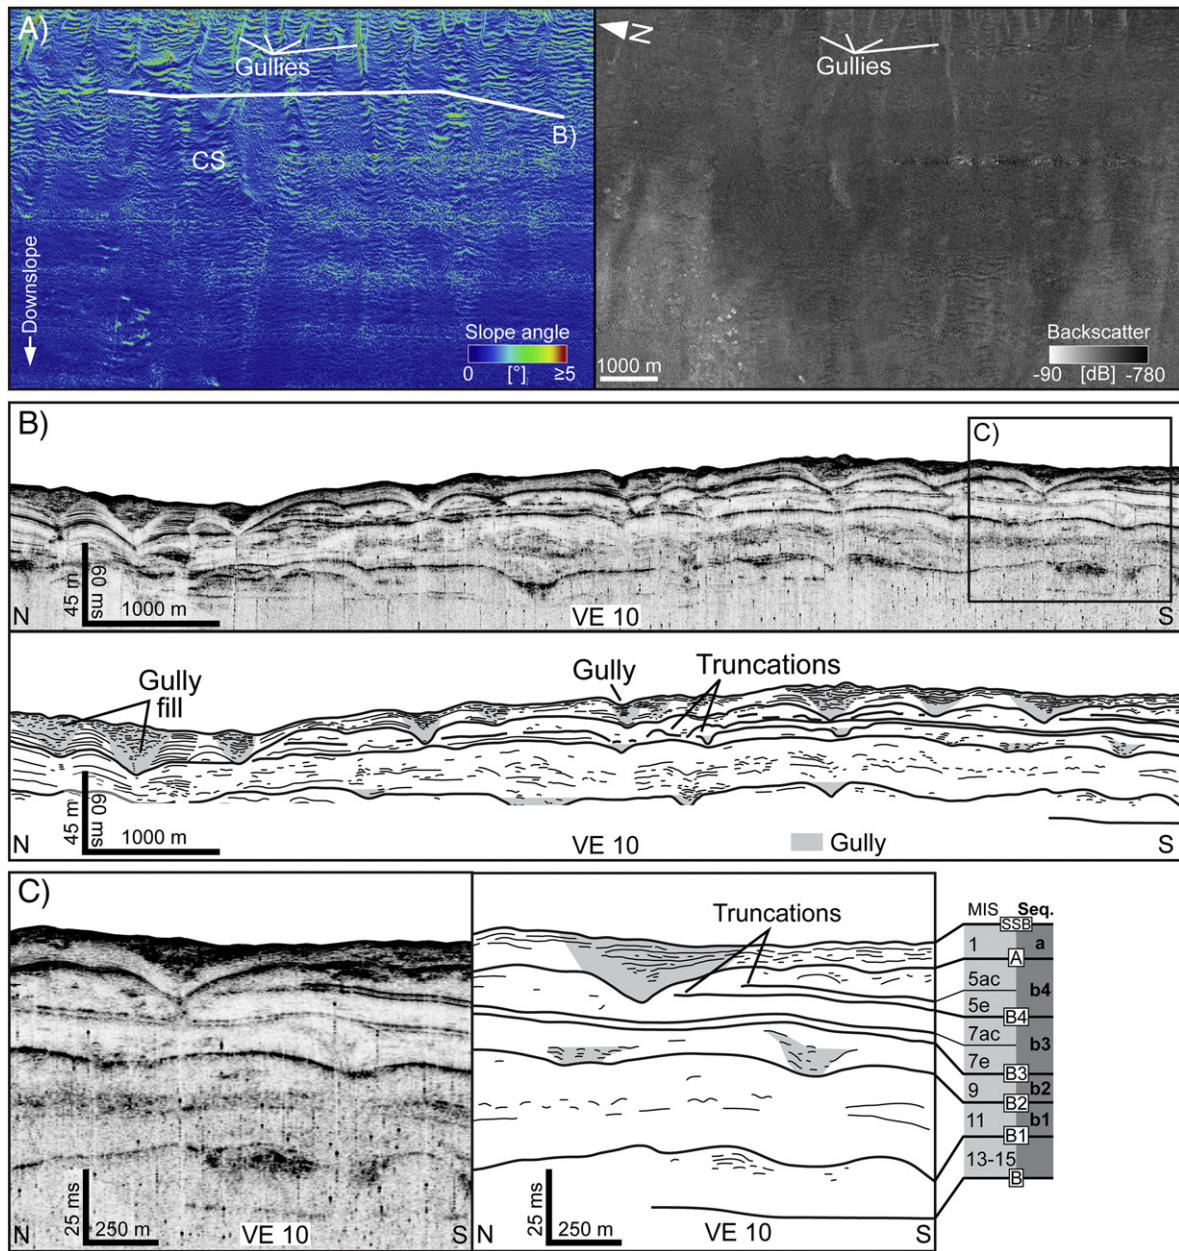 A)
Gullies
B)
CS
Downslope
Slope angle
0 [°] ≥5
N
Gullies
1000 m
Backscatter
-90 [dB] -780
B)
C)
45 m
60 ms
1000 m
N VE 10 S
Gully
fill
Gully
Truncations
45 m
60 ms
1000 m
N VE 10 S
Gully
C)
25 ms
250 m
N VE 10 S
Truncations
25 ms
250 m
N VE 10 S
MIS Seq.
SSB
1 a
A
5ac
b4
5e
B4
7ac
b3
7e
B3
9 b2
B2
11 b1
B1
13-15
B